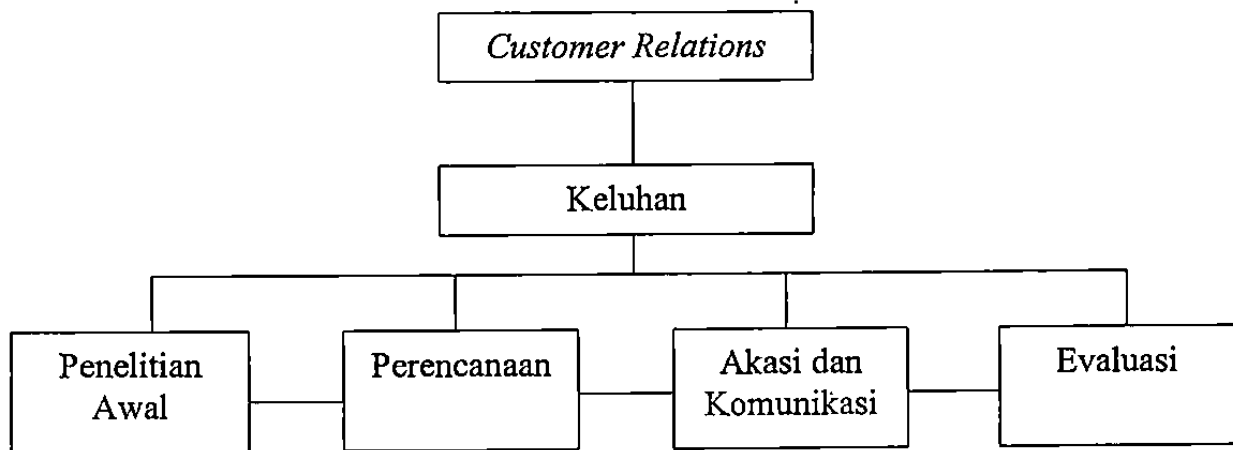 Customer Relations
Keluhan
Penelitian
Awal
Perencanaan
Akasi dan
Komunikasi
Evaluasi